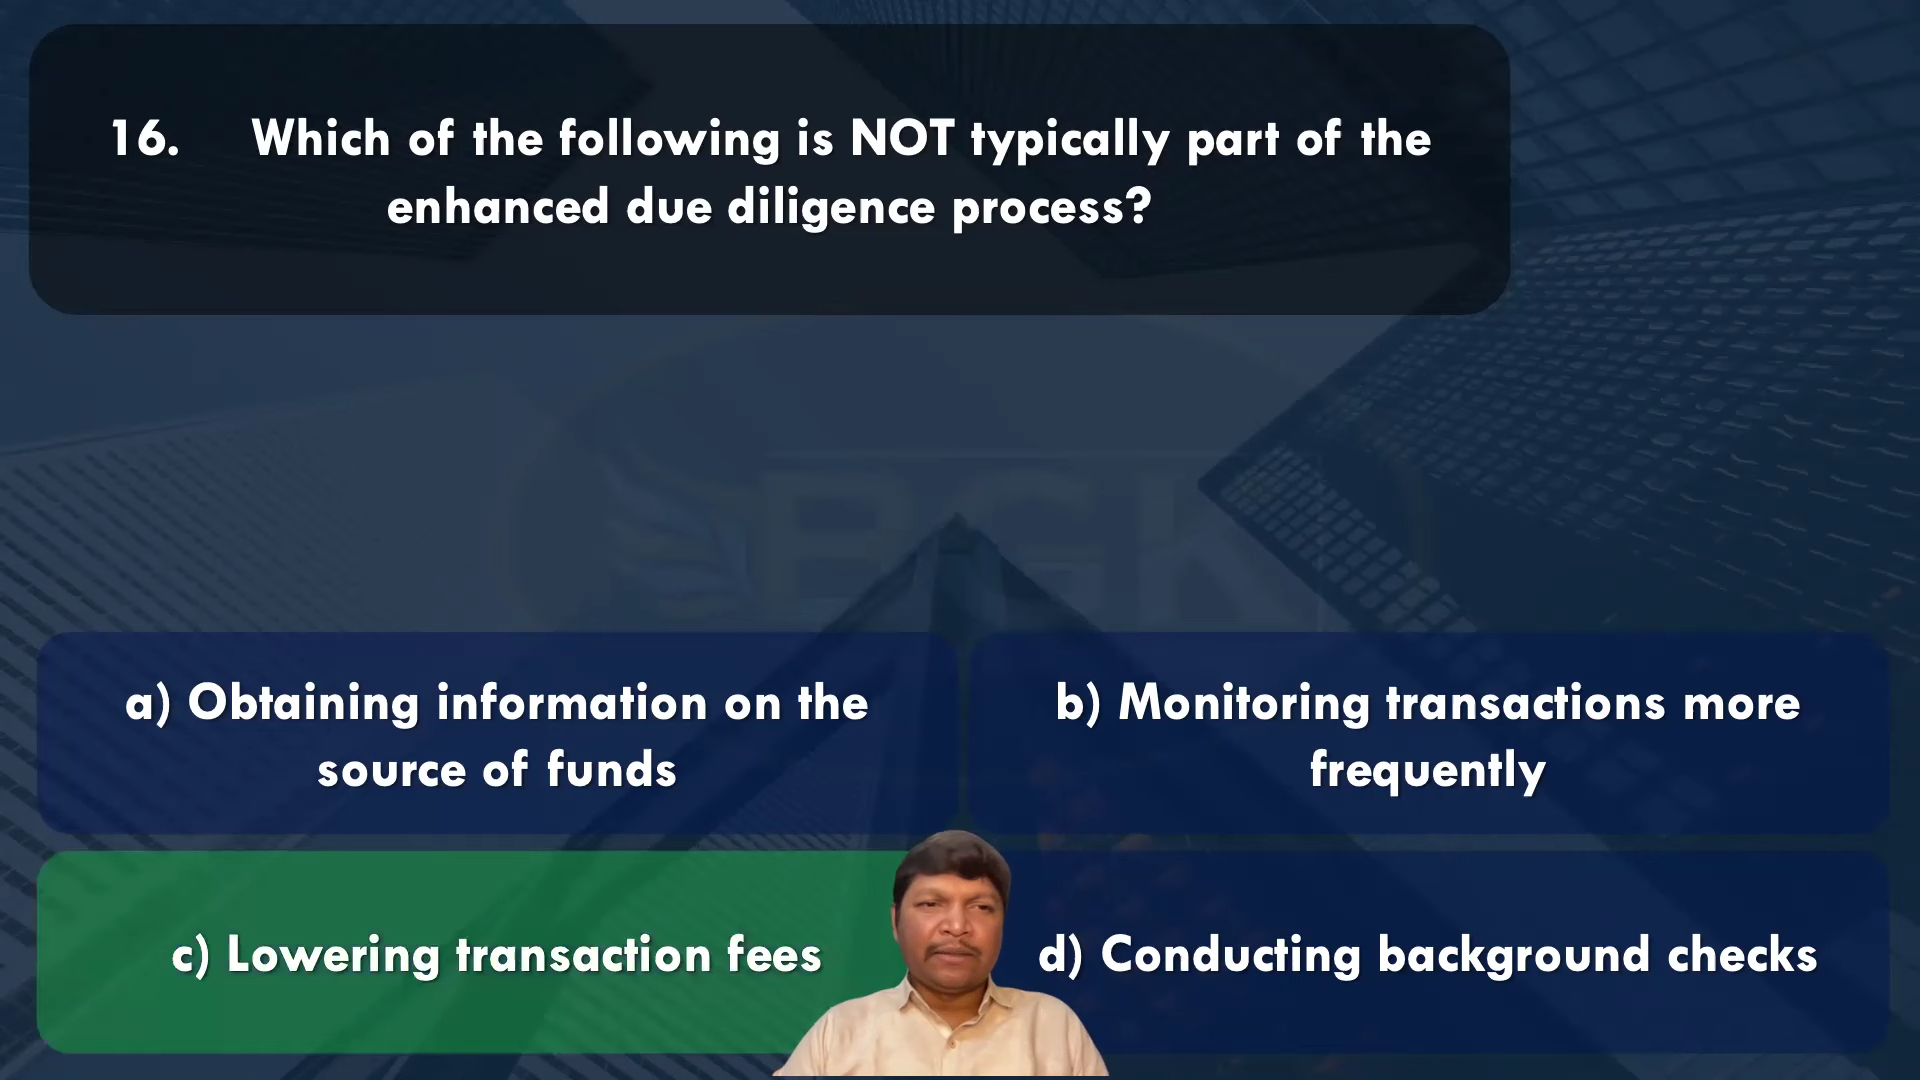 16. Which of the following is NOT typically part of the
enhanced due diligence process?
BGK
a) Obtaining information on the
source of funds
b) Monitoring transactions more
frequently
c) Lowering transaction fees
d) Conducting background checks